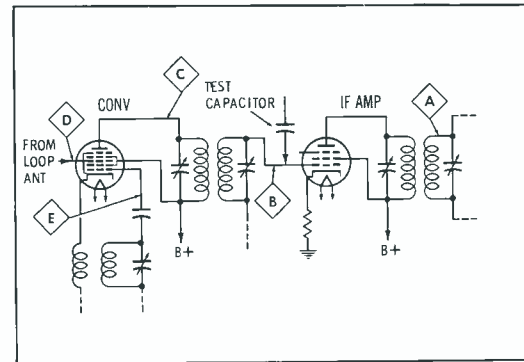 C
TEST
CAPACITOR
CONV
IF AMP
A
D
FROM
LOOP
ANT
E
B
B+
B+